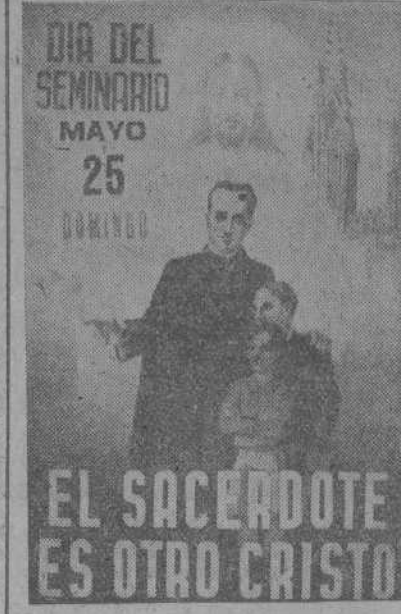 DIA DEL
SEMINARIO
MAYO
25
DOMINGO
EL SACERDOTE
ES OTRO CRISTO